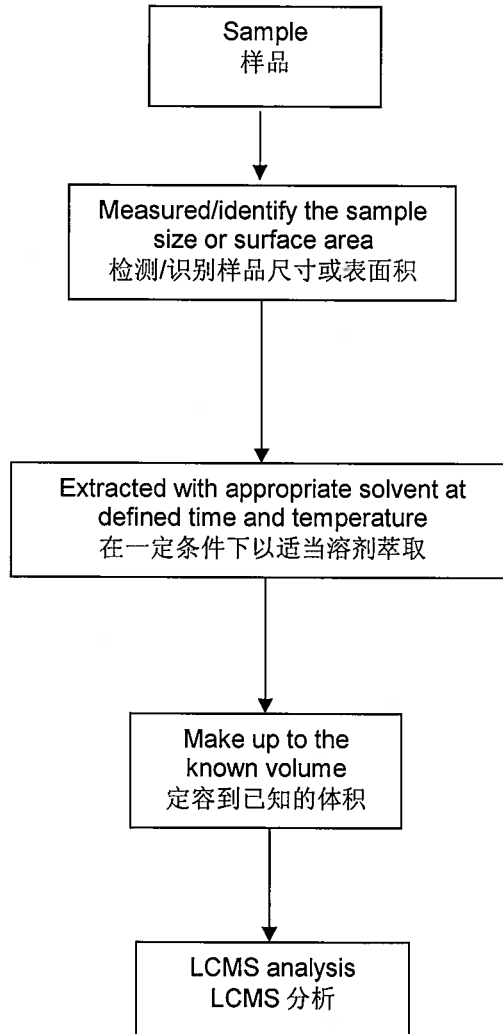 Sample
样品
Measured/identify the sample
size or surface area
检测/识别样品尺寸或表面积
Extracted with appropriate solvent at
defined time and temperature
在一定条件下以适当溶剂萃取
Make up to the
known volume
定容到已知的体积
LCMS analysis
LCMS 分析